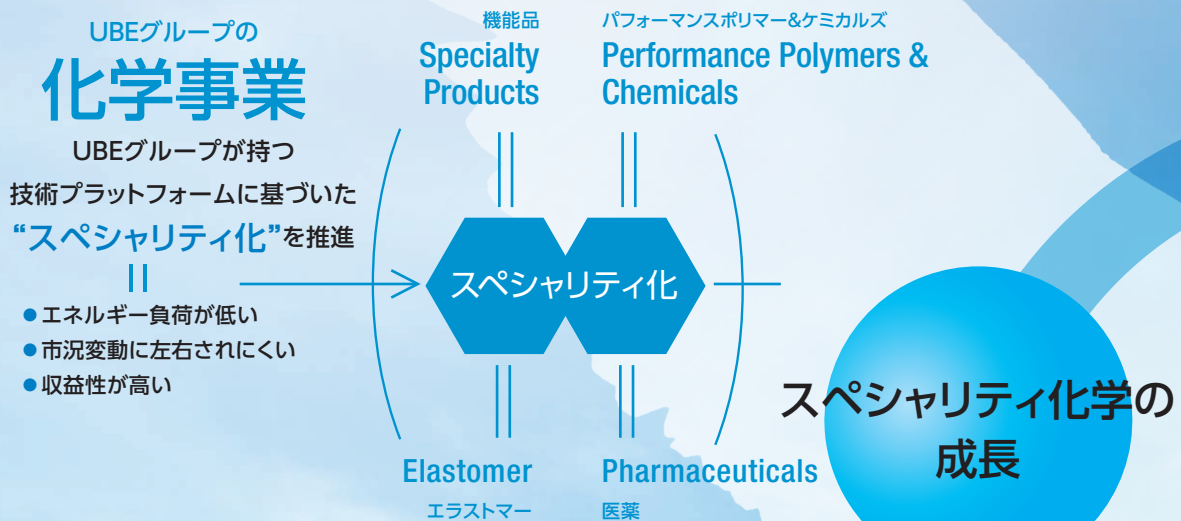 UBEグループの
化学事業
UBEグループが持つ
技術プラットフォームに基づいた
“スペシャリティ化”を推進
●エネルギー負荷が低い
●市況変動に左右されにくい
●収益性が高い
機能品
Specialty
Products
パフォーマンスポリマー&ケミカルズ
Performance Polymers &
Chemicals
スペシャリティ化
Elastomer
エラストマー
Pharmaceuticals
医薬
スペシャリティ化学の
成長